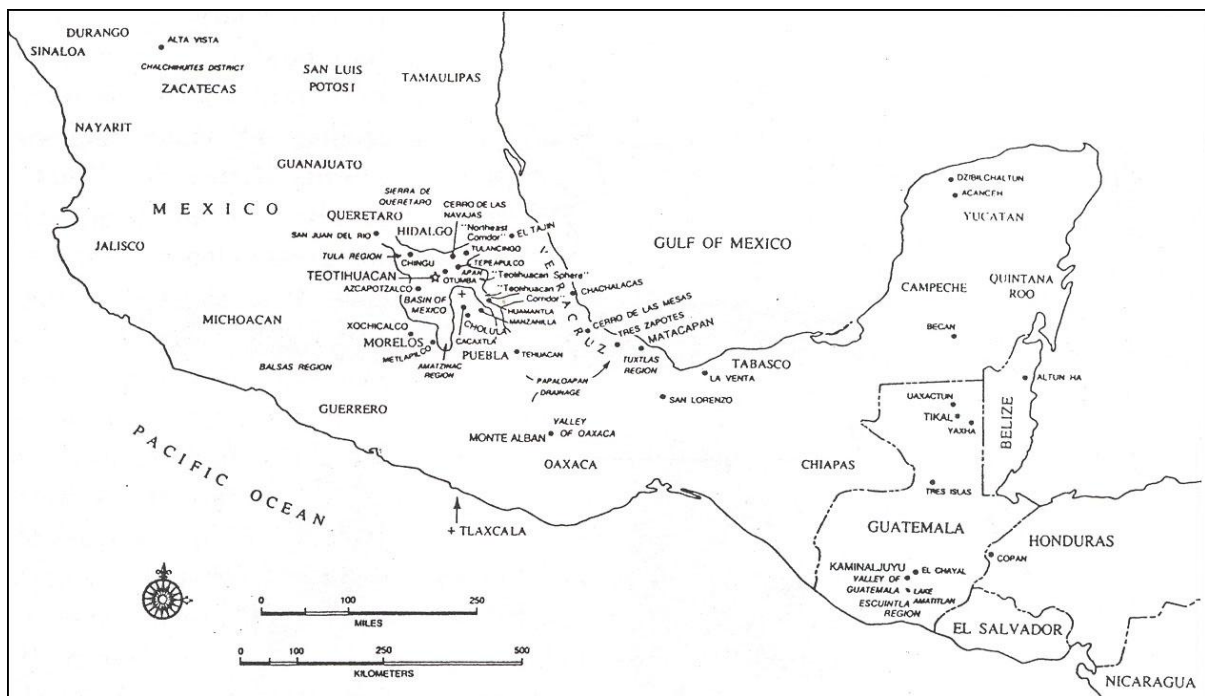 DURANGO
SINALOA
ALTA VISTA
CHALCHIHUITES DISTRICT
ZACATECAS
SAN LUIS
POTOSI
TAMAULIPAS
NAYARIT
GUANAJUATO
MEXICO
JALISCO
SIERRA DE
QUERETARO
QUERETARO
SAN JUAN DEL RIO
HIDALGO
CERRO DE LAS
NAVAJAS
"Northeast
Corridor"
EL TAJIN
TULA REGION
CHINGU
TULANCINGO
TEPEAPULCO
APAN
TEOTIHUACAN
OTUMBA
"Teotihuacan Sphere"
"Teotihuacan
Corridor"
AZCAPOTZALCO
BASIN OF
MEXICO
HUAMANTLA
MANZANILLA
MICHOACAN
XOCHICALCO
MORELOS
METLAPILCO
CHOLULA
CACAXTLA
PUEBLA
AMATZINAC
REGION
TEHUACAN
BALSAS REGION
GUERRERO
VERACRUZ
CHACHALACAS
CERRO DE LAS MESAS
TRES ZAPOTES
MATACAPAN
TUXTLAS
REGION
PAPALOAPAN
DRAINAGE
TABASCO
LA VENTA
SAN LORENZO
VALLEY
OF OAXACA
MONTE ALBAN
OAXACA
CHIAPAS
GULF OF MEXICO
DZIBILCHALTUN
ACANCEH
YUCATAN
QUINTANA
ROO
CAMPECHE
BECAN
ALTUN HA
UAXACTUN
TIKAL
YAXHA
BELIZE
TRES ISLAS
GUATEMALA
HONDURAS
COPAN
KAMINALJUYU
EL CHAYAL
VALLEY OF
GUATEMALA
LAKE
AMATITLAN
ESCUINTLA
REGION
EL SALVADOR
NICARAGUA
PACIFIC OCEAN
+ TLAXCALA
0 100 250
MILES
0 100 250 500
KILOMETERS